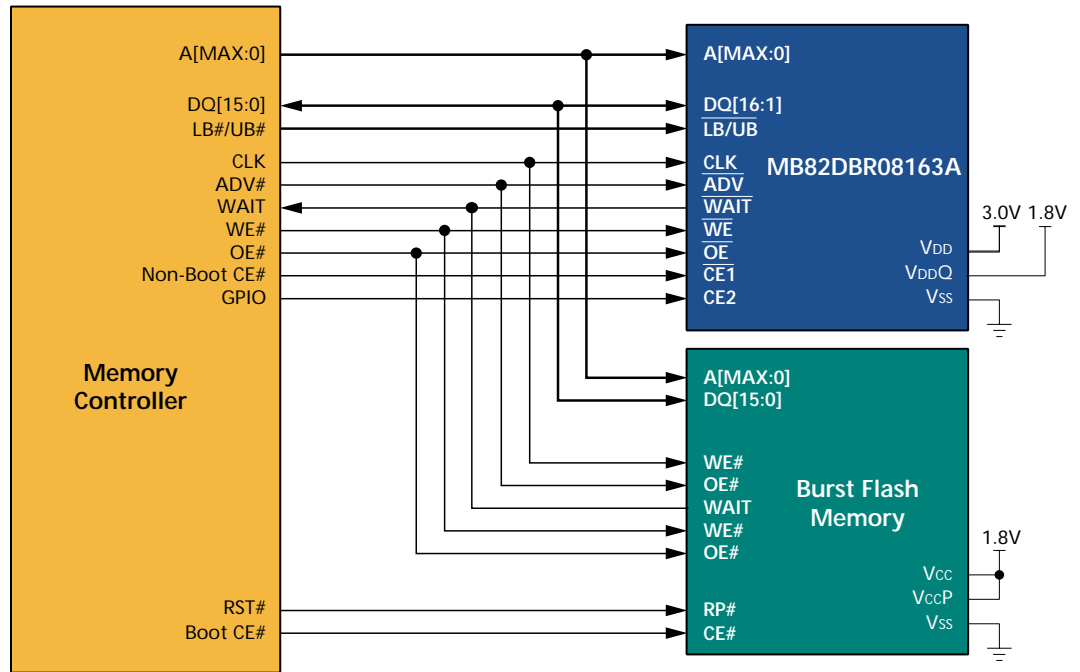 A[MAX:0]
DQ[15:0]
LB#/UB#
CLK
ADV#
WAIT
WE#
OE#
Non-Boot CE#
GPIO
Memory
Controller
RST#
Boot CE#
A[MAX:0]
DQ[16:1]
LB/UB
CLK
ADV
WAIT
WE
OE
CE1
CE2
MB82DBR08163A
VDD
VDDQ
VSS
3.0V 1.8V
A[MAX:0]
DQ[15:0]
WE#
OE#
WAIT
WE#
OE#
RP#
CE#
Burst Flash
Memory
VCC
VCCP
VSS
1.8V